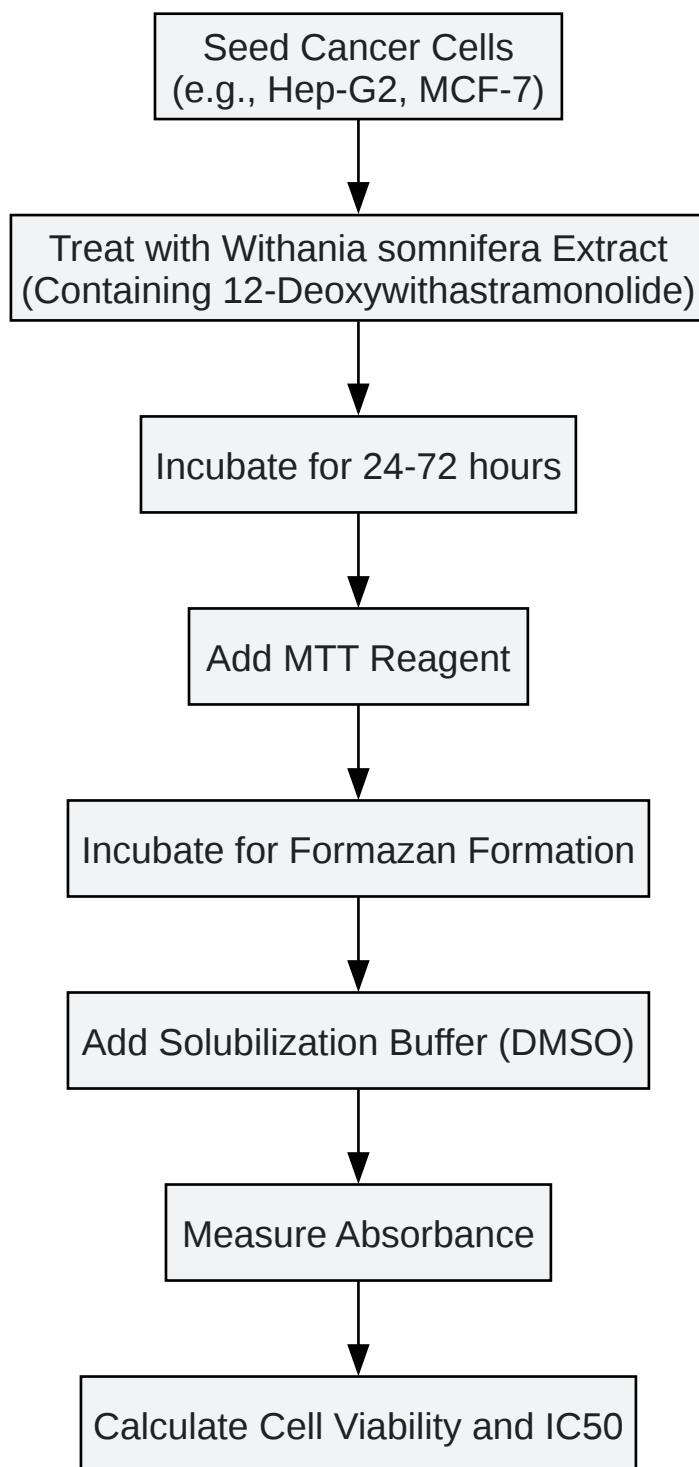 Seed Cancer Cells
(e.g., Hep-G2, MCF-7)
Treat with Withania somnifera Extract
(Containing 12-Deoxywithastramonolide)
Incubate for 24-72 hours
Add MTT Reagent
Incubate for Formazan Formation
Add Solubilization Buffer (DMSO)
Measure Absorbance
Calculate Cell Viability and IC50